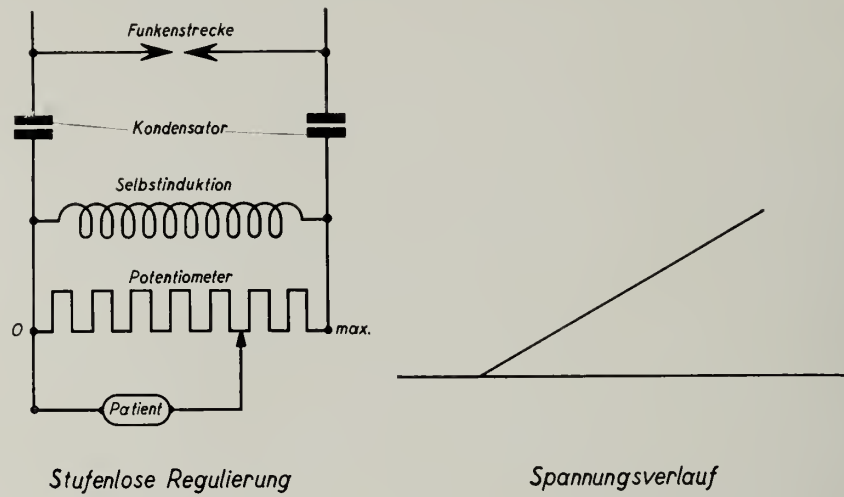 Funkenstrecke
Kondensator
Selbstinduktion
Potentiometer
0
max.
Patient
Stufenlose Regulierung
Spannungsverlauf